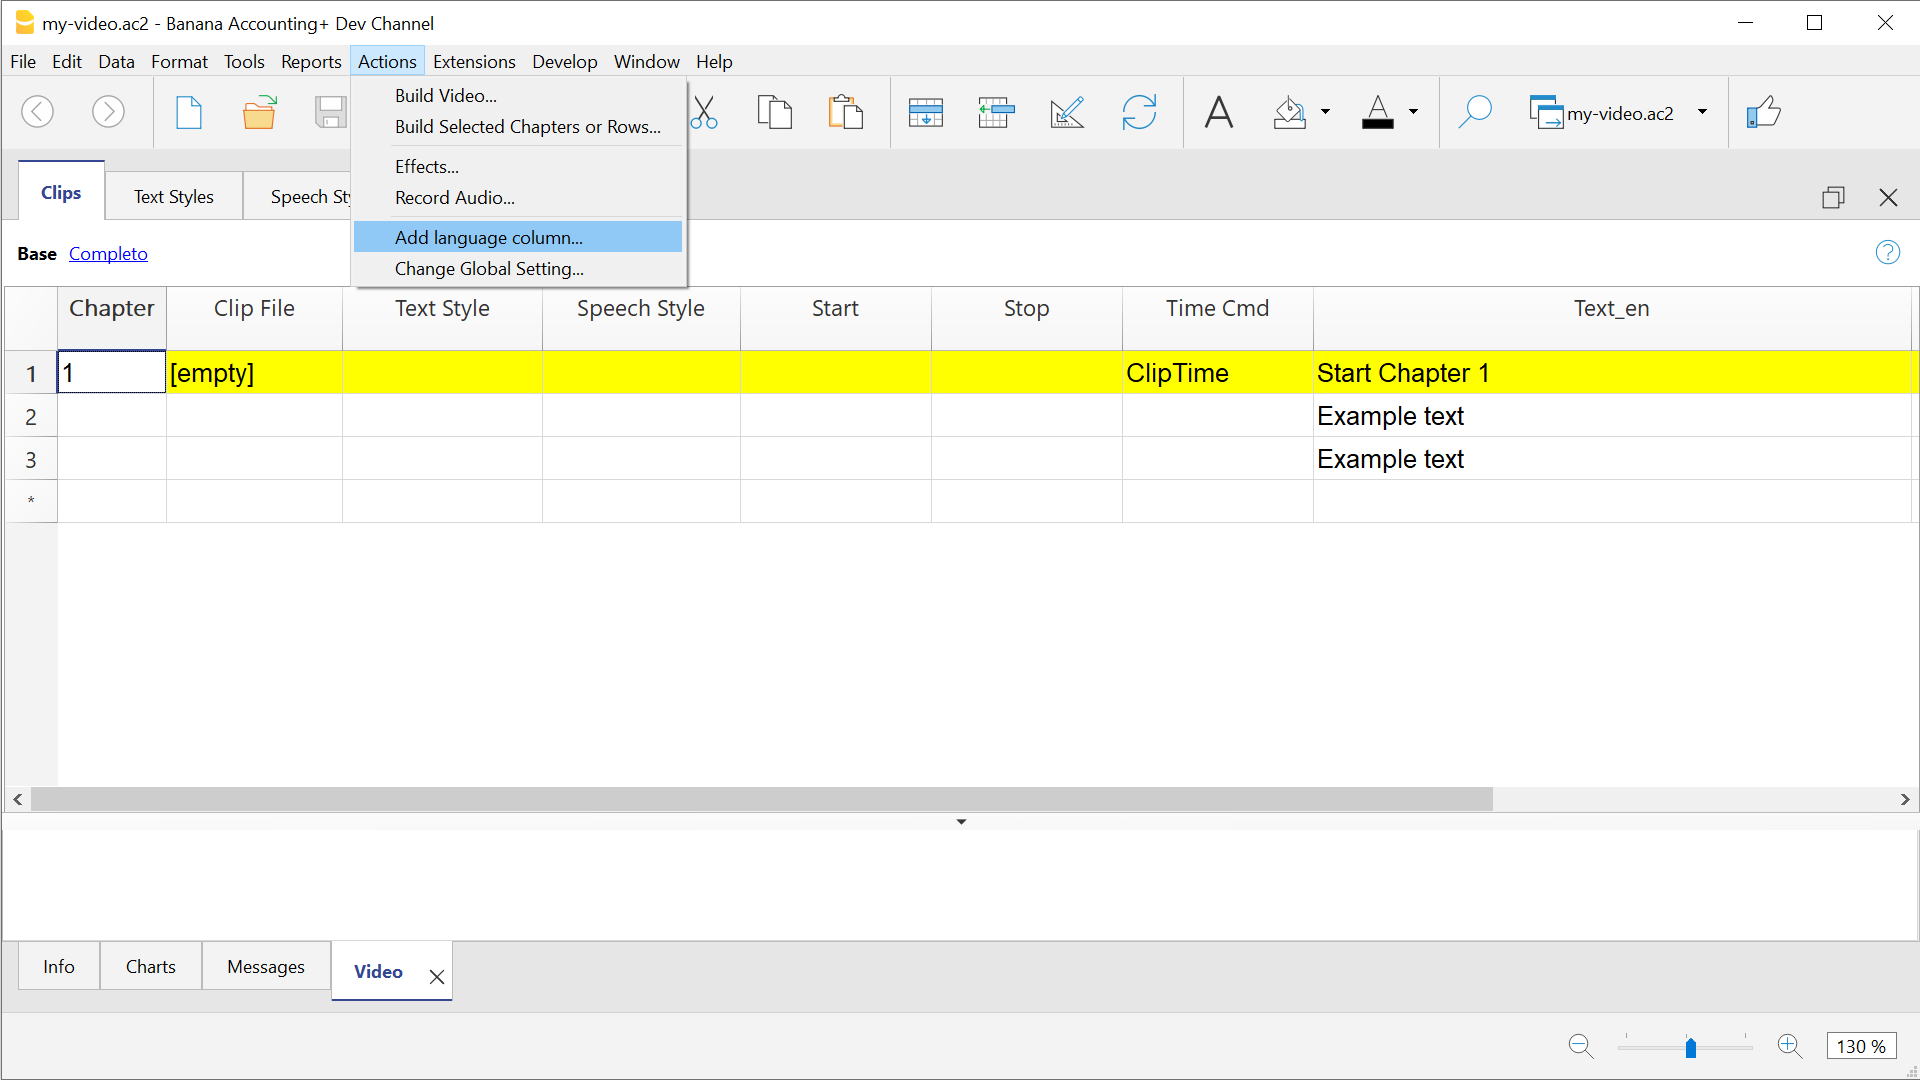 my-video.ac2 - Banana Accounting+ Dev Channel
File Edit Data Format Tools Reports Actions Extensions Develop Window Help
Build Video...
Build Selected Chapters or Rows...
Effects...
Record Audio...
Add language column...
Change Global Setting...
my-video.ac2
Clips Text Styles Speech Sty
Base Completo
Chapter Clip File Text Style Speech Style Start Stop Time Cmd Text_en
1 1 [empty] ClipTime Start Chapter 1
2 Example text
3 Example text
*
Info Charts Messages Video
130 %